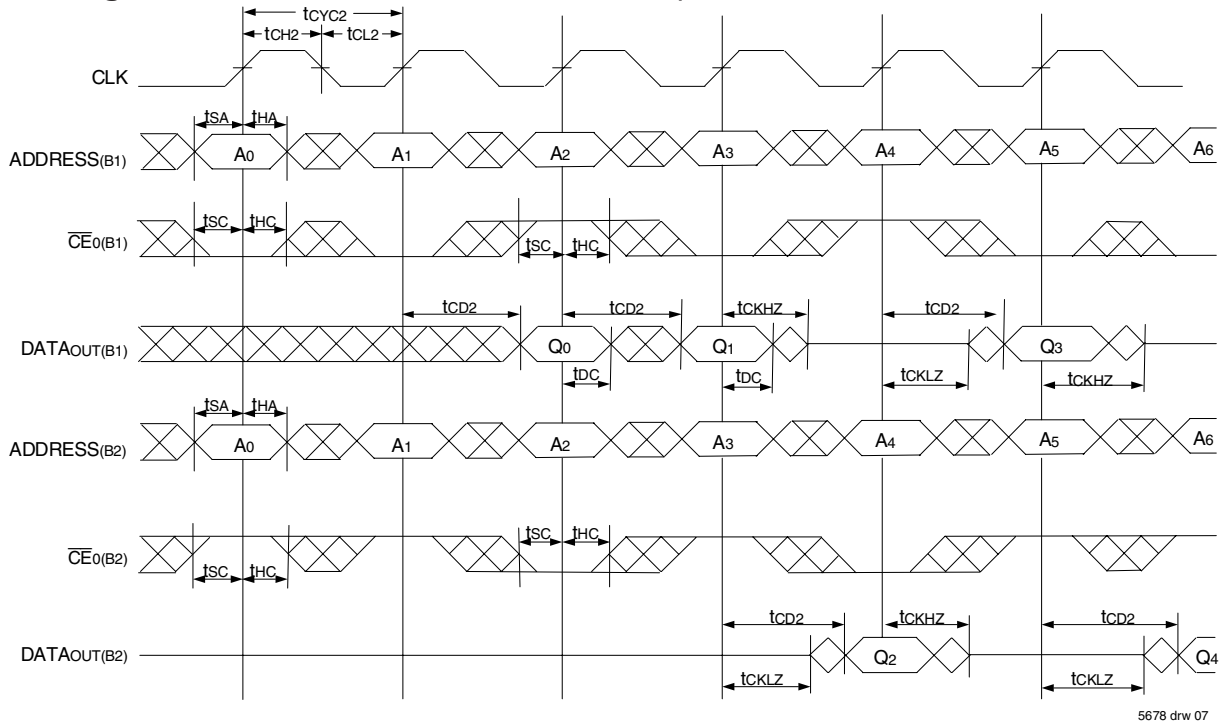 tCYC2
tCH2 tCL2
CLK
tSA tHA
ADDRESS(B1) A0 A1 A2 A3 A4 A5 A6
tSC tHC
CE0(B1) tSC tHC
tCD2 tCD2 tCKHZ tCD2
DATAOUT(B1) Q0 Q1 Q3
tDC tDC tCKLZ tCKHZ
tSA tHA
ADDRESS(B2) A0 A1 A2 A3 A4 A5 A6
tSC tHC
CE0(B2) tSC tHC
tCD2 tCKHZ tCD2
DATAOUT(B2) Q2 Q4
tCKLZ tCKLZ
5678 drw 07